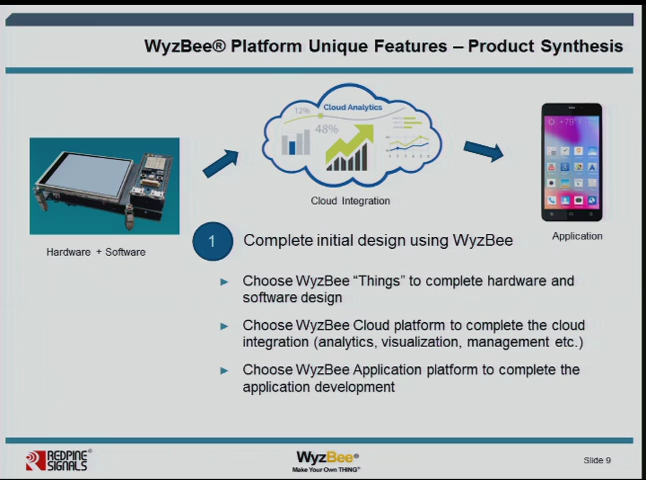 WyzBee® Platform Unique Features – Product Synthesis
12%
Cloud Analytics
48%
Cloud Integration
Hardware + Software
Application
1
Complete initial design using WyzBee
► Choose WyzBee “Things” to complete hardware and
software design
► Choose WyzBee Cloud platform to complete the cloud
integration (analytics, visualization, management etc.)
► Choose WyzBee Application platform to complete the
application development
REDPINE®
SIGNALS
WyzBee®
Make Your Own THING™
Slide 9